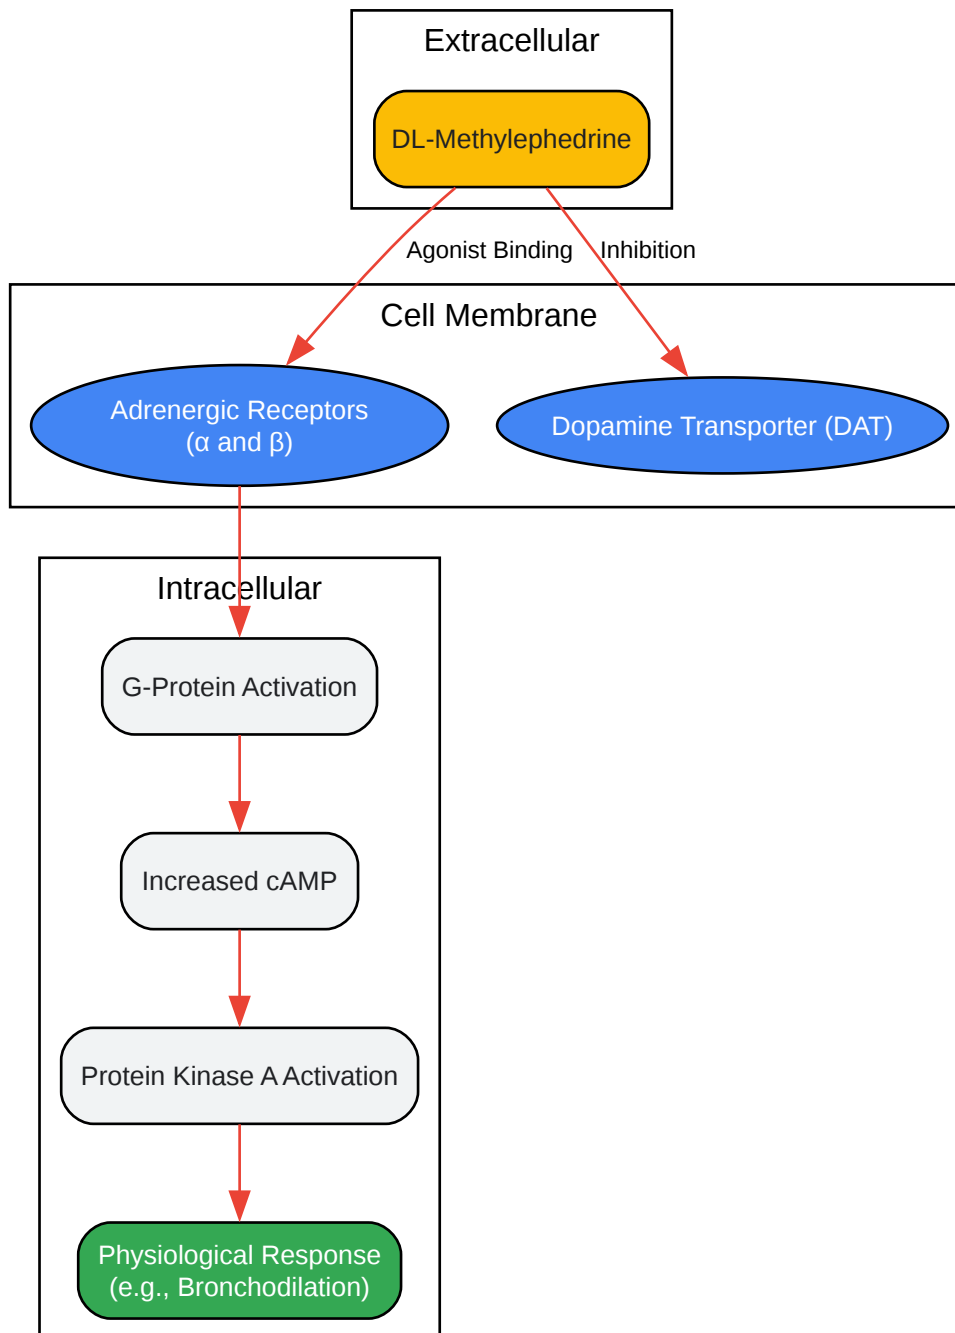 Extracellular
DL-Methylephedrine
Agonist Binding
Inhibition
Cell Membrane
Adrenergic Receptors
(α and β)
Dopamine Transporter (DAT)
Intracellular
G-Protein Activation
Increased cAMP
Protein Kinase A Activation
Physiological Response
(e.g., Bronchodilation)